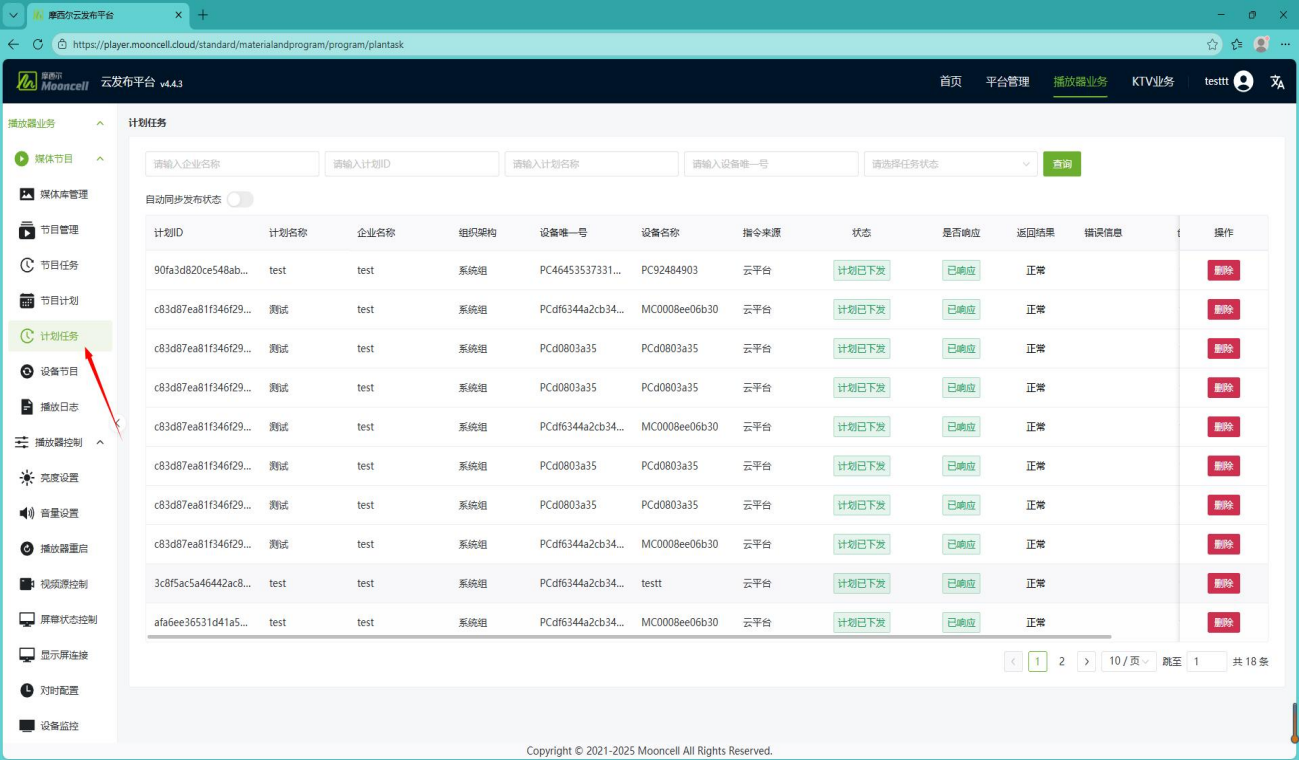 摩西尔云发布平台
https://player.mooncell.cloud/standard/materialandprogram/program/plantask
摩西尔
Mooncell
云发布平台 v4.4.3
首页 平台管理 播放器业务 KTV业务 testtt
播放器业务
媒体节目
媒体库管理
节目管理
节目任务
节目计划
计划任务
设备节目
播放日志
播放器控制
亮度设置
音量设置
播放器重启
视频源控制
屏幕状态控制
显示屏连接
对时配置
设备监控
计划任务
请输入企业名称 请输入计划ID 请输入计划名称 请输入设备唯一号 请选择任务状态 查询
自动同步发布状态
计划ID 计划名称 企业名称 组织架构 设备唯一号 设备名称 指令来源 状态 是否响应 返回结果 错误信息 操作
90fa3d820ce548ab... test test 系统组 PC46453537331... PC92484903 云平台 计划已下发 已响应 正常 删除
c83d87ea81f346f29... 测试 test 系统组 PCdf6344a2cb34... MC0008ee06b30 云平台 计划已下发 已响应 正常 删除
c83d87ea81f346f29... 测试 test 系统组 PCd0803a35 PCd0803a35 云平台 计划已下发 已响应 正常 删除
c83d87ea81f346f29... 测试 test 系统组 PCd0803a35 PCd0803a35 云平台 计划已下发 已响应 正常 删除
c83d87ea81f346f29... 测试 test 系统组 PCdf6344a2cb34... MC0008ee06b30 云平台 计划已下发 已响应 正常 删除
c83d87ea81f346f29... 测试 test 系统组 PCd0803a35 PCd0803a35 云平台 计划已下发 已响应 正常 删除
c83d87ea81f346f29... 测试 test 系统组 PCd0803a35 PCd0803a35 云平台 计划已下发 已响应 正常 删除
c83d87ea81f346f29... 测试 test 系统组 PCdf6344a2cb34... MC0008ee06b30 云平台 计划已下发 已响应 正常 删除
3c8f5ac5a46442ac8... test test 系统组 PCdf6344a2cb34... testt 云平台 计划已下发 已响应 正常 删除
afa6ee36531d41a5... test test 系统组 PCdf6344a2cb34... MC0008ee06b30 云平台 计划已下发 已响应 正常 删除
1 2 10 / 页 跳至 1 共 18 条
Copyright © 2021-2025 Mooncell All Rights Reserved.